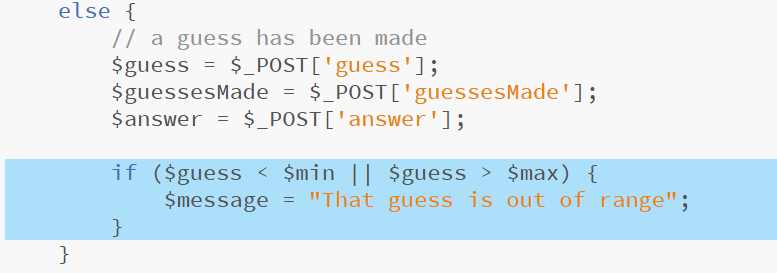 else {
// a guess has been made
$guess = $_POST['guess'];
$guessesMade = $_POST['guessesMade'];
$answer = $_POST['answer'];
if ($guess < $min || $guess > $max) {
$message = "That guess is out of range";
}
}